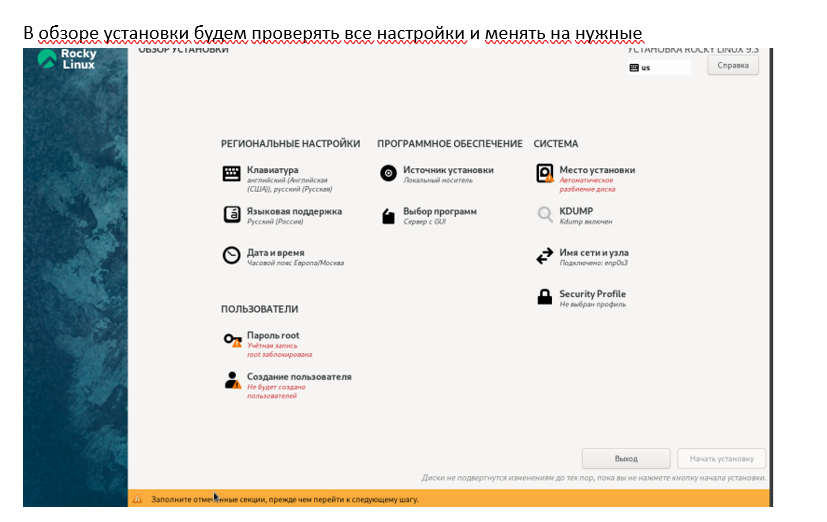 В обзоре установки будем проверять все настройки и менять на нужные
Rocky
Linux
ОБЗОР УСТАНОВКИ
УСТАНОВКА ROCKY LINUX 9.3
us
Справка
РЕГИОНАЛЬНЫЕ НАСТРОЙКИ
Клавиатура
английский (Английская
(США)), русский (Русская)
Языковая поддержка
Русский (Россия)
Дата и время
Часовой пояс Европа/Москва
ПРОГРАММНОЕ ОБЕСПЕЧЕНИЕ
Источник установки
Локальный носитель
Выбор программ
Сервер с GUI
СИСТЕМА
Место установки
Автоматическое
разбиение диска
KDUMP
Kdump включен
Имя сети и узла
Подключено: enp0s3
Security Profile
Не выбран профиль
ПОЛЬЗОВАТЕЛИ
Пароль root
Учётная запись
root заблокирована
Создание пользователя
Не будет создано
пользователей
Выход
Начать установку
Диски не подвергнутся изменениям до тех пор, пока вы не нажмете кнопку начала установки.
Заполните отмеченные секции, прежде чем перейти к следующему шагу.